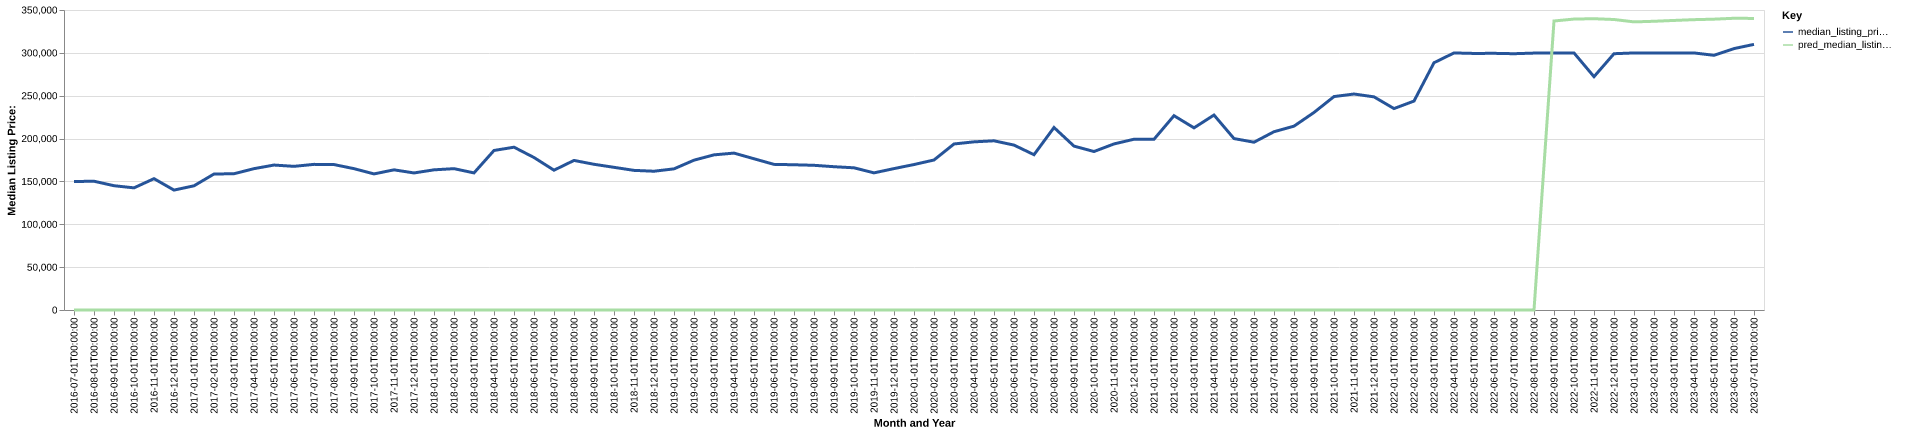 Key
median_listing_pri…
pred_median_listin…
Median Listing Price:
350,000
300,000
250,000
200,000
150,000
100,000
50,000
0
2016-07-01T00:00:00
2016-08-01T00:00:00
2016-09-01T00:00:00
2016-10-01T00:00:00
2016-11-01T00:00:00
2016-12-01T00:00:00
2017-01-01T00:00:00
2017-02-01T00:00:00
2017-03-01T00:00:00
2017-04-01T00:00:00
2017-05-01T00:00:00
2017-06-01T00:00:00
2017-07-01T00:00:00
2017-08-01T00:00:00
2017-09-01T00:00:00
2017-10-01T00:00:00
2017-11-01T00:00:00
2017-12-01T00:00:00
2018-01-01T00:00:00
2018-02-01T00:00:00
2018-03-01T00:00:00
2018-04-01T00:00:00
2018-05-01T00:00:00
2018-06-01T00:00:00
2018-07-01T00:00:00
2018-08-01T00:00:00
2018-09-01T00:00:00
2018-10-01T00:00:00
2018-11-01T00:00:00
2018-12-01T00:00:00
2019-01-01T00:00:00
2019-02-01T00:00:00
2019-03-01T00:00:00
2019-04-01T00:00:00
2019-05-01T00:00:00
2019-06-01T00:00:00
2019-07-01T00:00:00
2019-08-01T00:00:00
2019-09-01T00:00:00
2019-10-01T00:00:00
2019-11-01T00:00:00
2019-12-01T00:00:00
2020-01-01T00:00:00
2020-02-01T00:00:00
2020-03-01T00:00:00
2020-04-01T00:00:00
2020-05-01T00:00:00
2020-06-01T00:00:00
2020-07-01T00:00:00
2020-08-01T00:00:00
2020-09-01T00:00:00
2020-10-01T00:00:00
2020-11-01T00:00:00
2020-12-01T00:00:00
2021-01-01T00:00:00
2021-02-01T00:00:00
2021-03-01T00:00:00
2021-04-01T00:00:00
2021-05-01T00:00:00
2021-06-01T00:00:00
2021-07-01T00:00:00
2021-08-01T00:00:00
2021-09-01T00:00:00
2021-10-01T00:00:00
2021-11-01T00:00:00
2021-12-01T00:00:00
2022-01-01T00:00:00
2022-02-01T00:00:00
2022-03-01T00:00:00
2022-04-01T00:00:00
2022-05-01T00:00:00
2022-06-01T00:00:00
2022-07-01T00:00:00
2022-08-01T00:00:00
2022-09-01T00:00:00
2022-10-01T00:00:00
2022-11-01T00:00:00
2022-12-01T00:00:00
2023-01-01T00:00:00
2023-02-01T00:00:00
2023-03-01T00:00:00
2023-04-01T00:00:00
2023-05-01T00:00:00
2023-06-01T00:00:00
2023-07-01T00:00:00
Month and Year